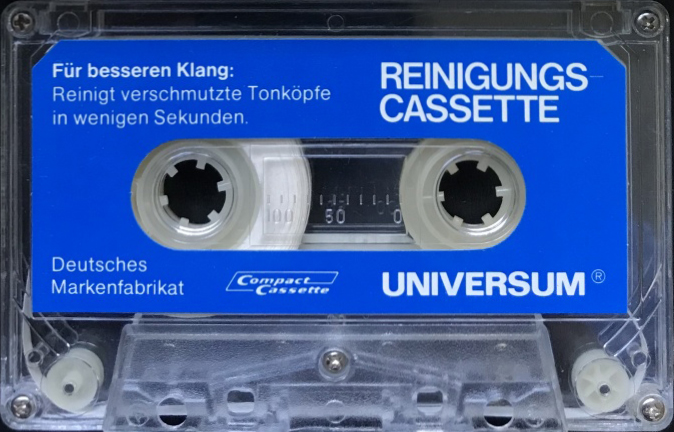 Für besseren Klang:
Reinigt verschmutzte Tonköpfe
in wenigen Sekunden.
REINIGUNGS-
CASSETTE
100 50 0
Deutsches
Markenfabrikat
Compact
Cassette
UNIVERSUM®